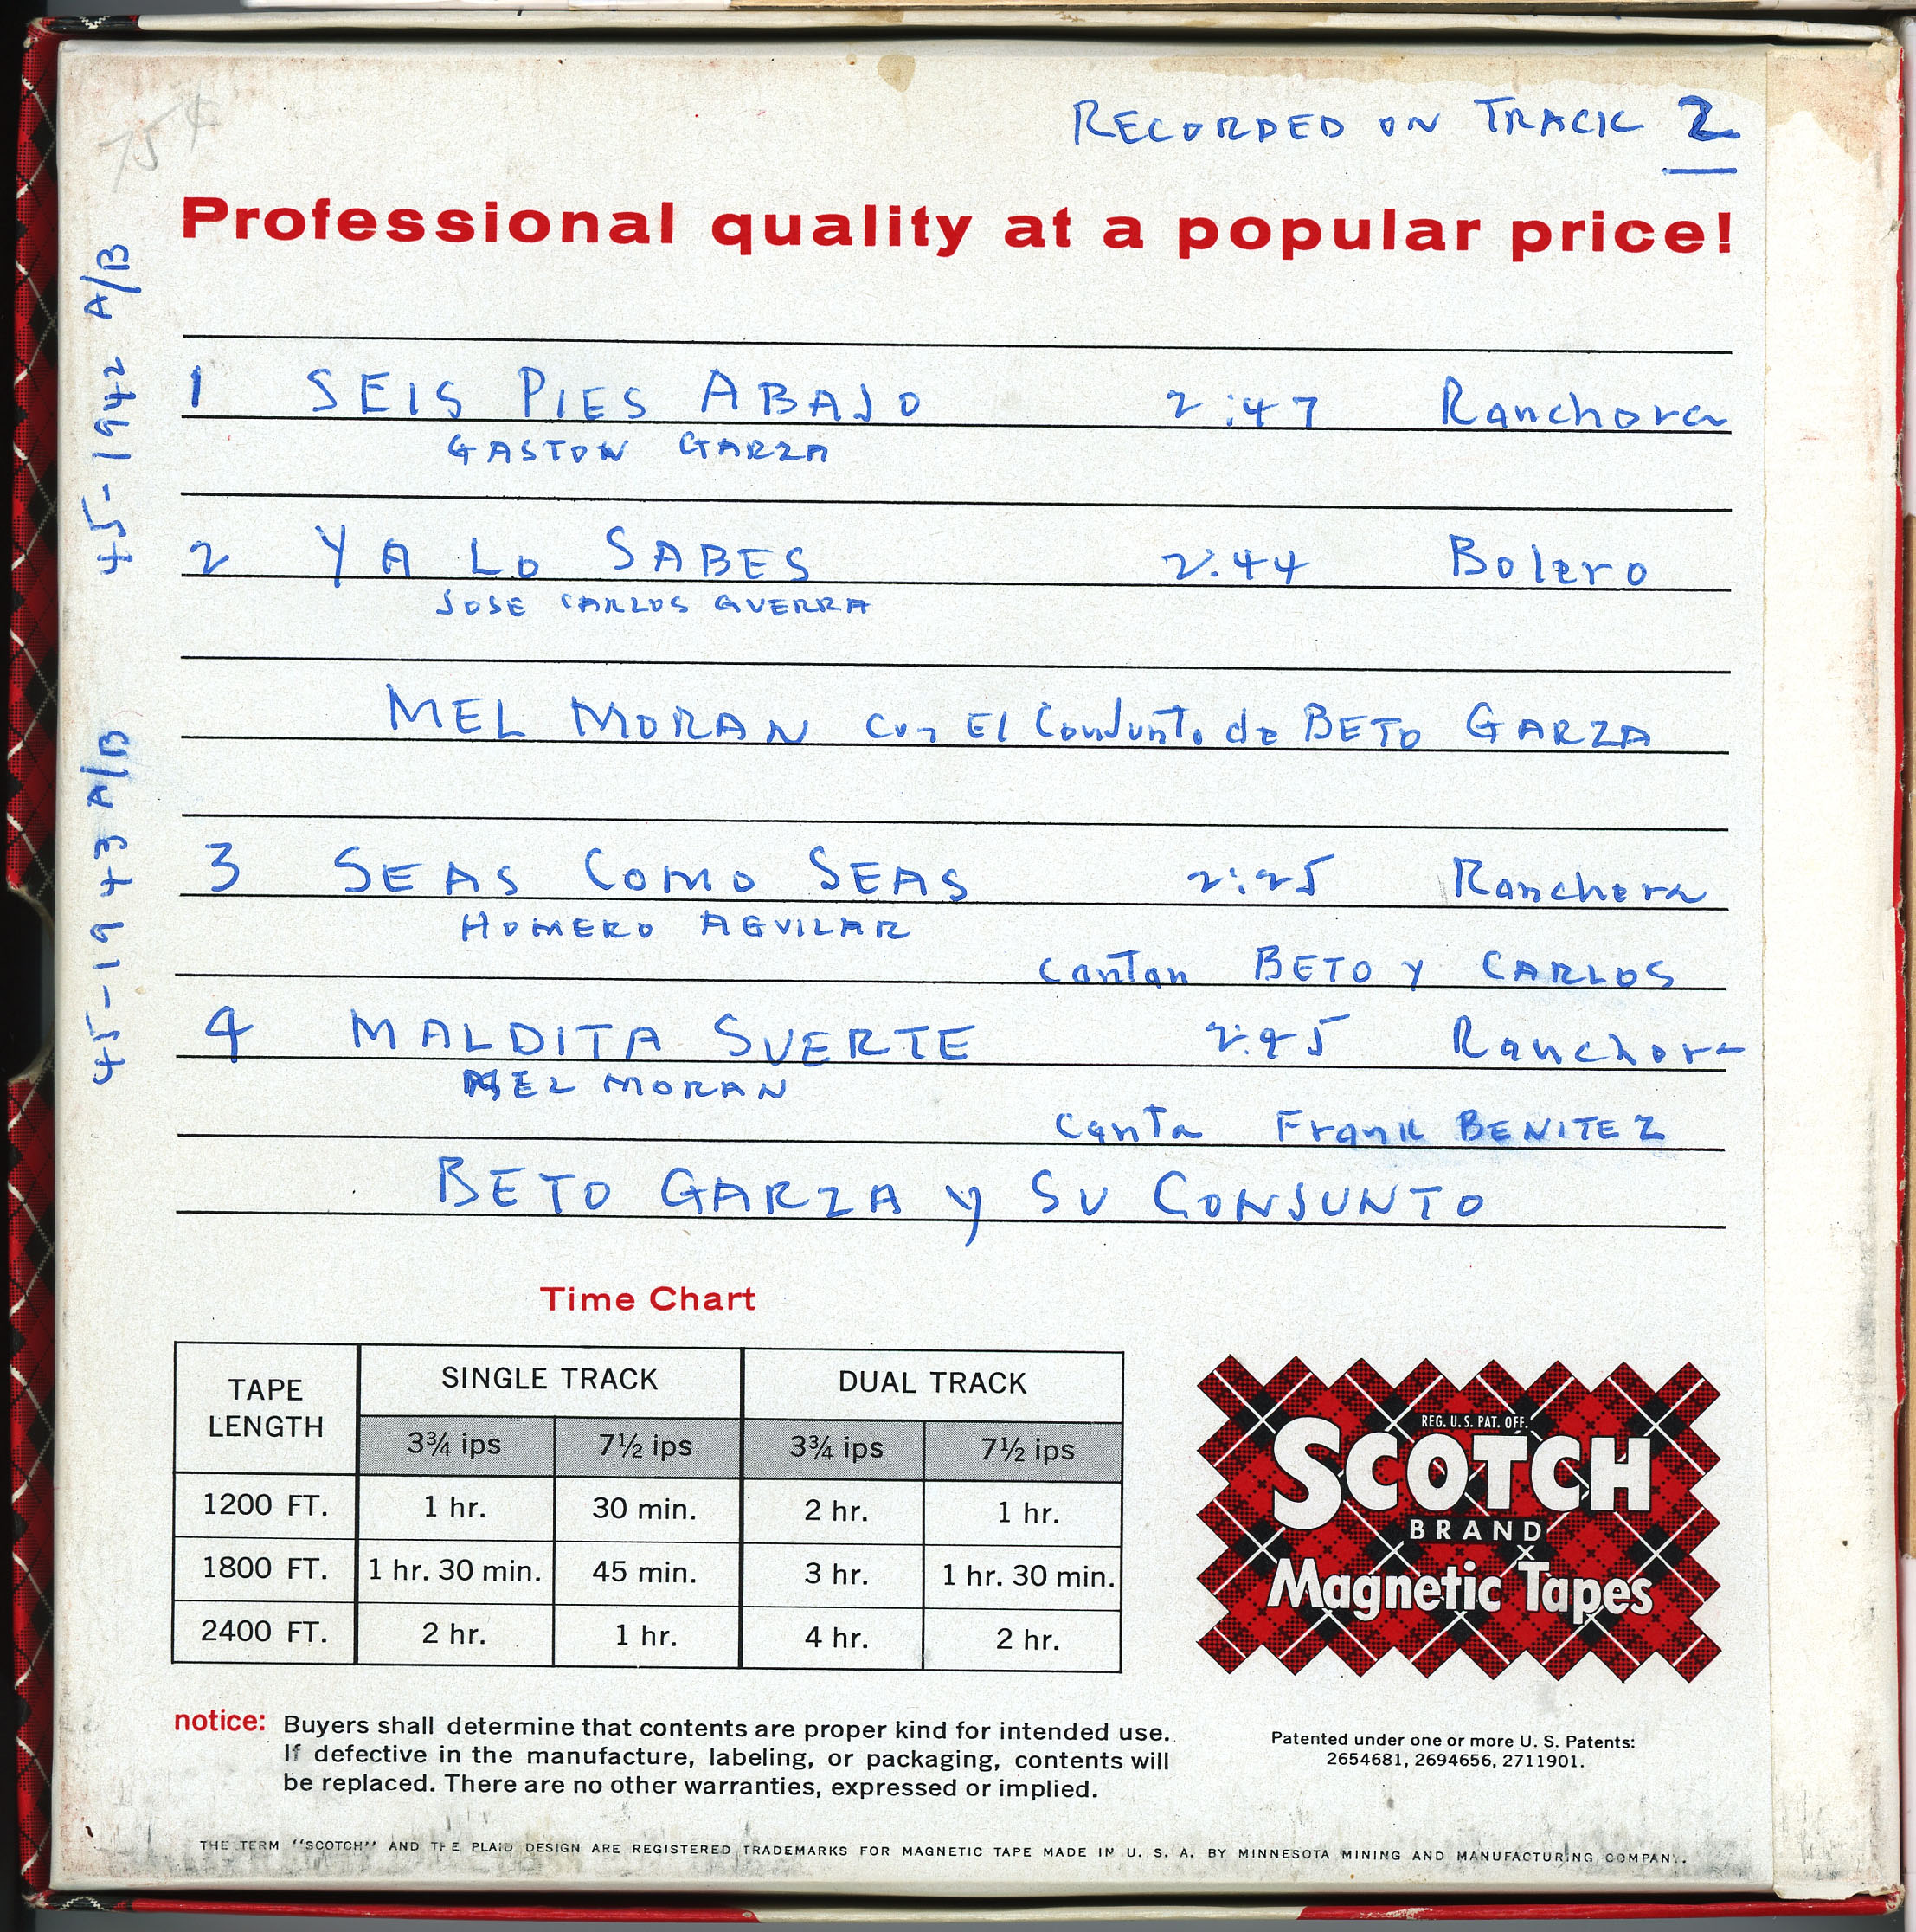 75¢
RECORDED ON TRACK 2
Professional quality at a popular price!
45-1942 A/B
1 SEIS PIES ABAJO 2:47 Ranchera
GASTON GARZA
2 YA LO SABES 2:44 Bolero
JOSE CARLOS GUERRA
MEL MORAN con El Conjunto de BETO GARZA
45-1943 A/B
3 SEAS COMO SEAS 2:25 Ranchera
HOMERO AGUILAR
cantan BETO y CARLOS
4 MALDITA SUERTE Ranchera
MEL MORAN
canta Frank BENITEZ
BETO GARZA y SU CONJUNTO
Time Chart
TAPE LENGTH SINGLE TRACK DUAL TRACK
3¾ ips 7½ ips 3¾ ips 7½ ips
1200 FT. 1 hr. 30 min. 2 hr. 1 hr.
1800 FT. 1 hr. 30 min. 45 min. 3 hr. 1 hr. 30 min.
2400 FT. 2 hr. 1 hr. 4 hr. 2 hr.
REG. U. S. PAT. OFF.
SCOTCH
BRAND
Magnetic Tapes
notice: Buyers shall determine that contents are proper kind for intended use.
If defective in the manufacture, labeling, or packaging, contents will
be replaced. There are no other warranties, expressed or implied.
Patented under one or more U. S. Patents:
2654681, 2694656, 2711901.
THE TERM "SCOTCH" AND THE PLAID DESIGN ARE REGISTERED TRADEMARKS FOR MAGNETIC TAPE MADE IN U. S. A. BY MINNESOTA MINING AND MANUFACTURING COMPANY.